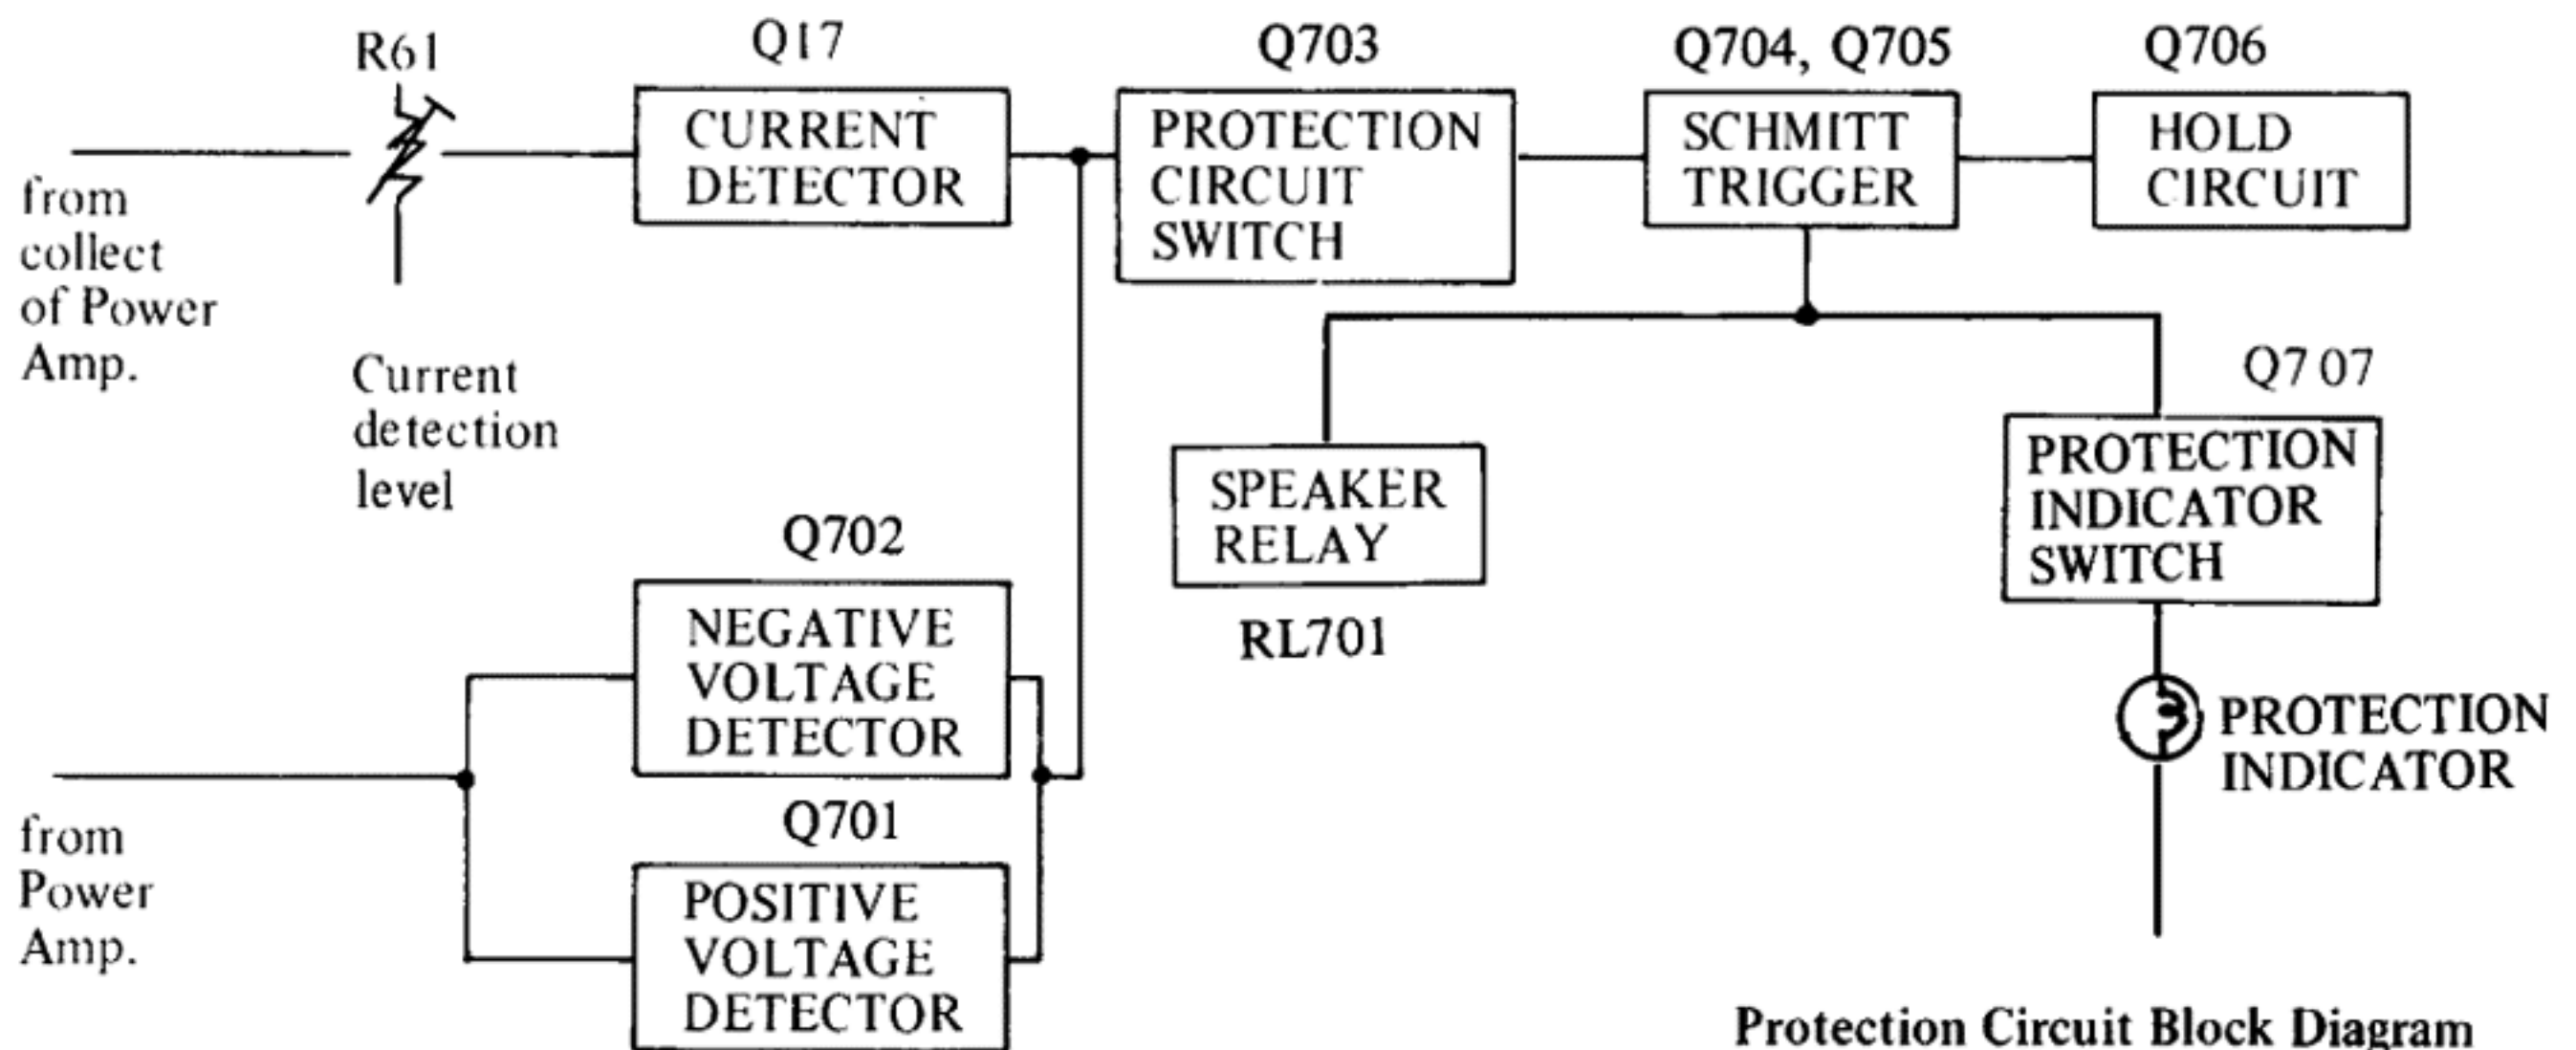 R61
Q17
Q703
Q704, Q705
Q706
CURRENT
DETECTOR
PROTECTION
CIRCUIT
SWITCH
SCHMITT
TRIGGER
HOLD
CIRCUIT
from
collect
of Power
Amp.
Current
detection
level
Q707
SPEAKER
RELAY
RL701
PROTECTION
INDICATOR
SWITCH
PROTECTION
INDICATOR
Q702
NEGATIVE
VOLTAGE
DETECTOR
from
Power
Amp.
Q701
POSITIVE
VOLTAGE
DETECTOR
Protection Circuit Block Diagram